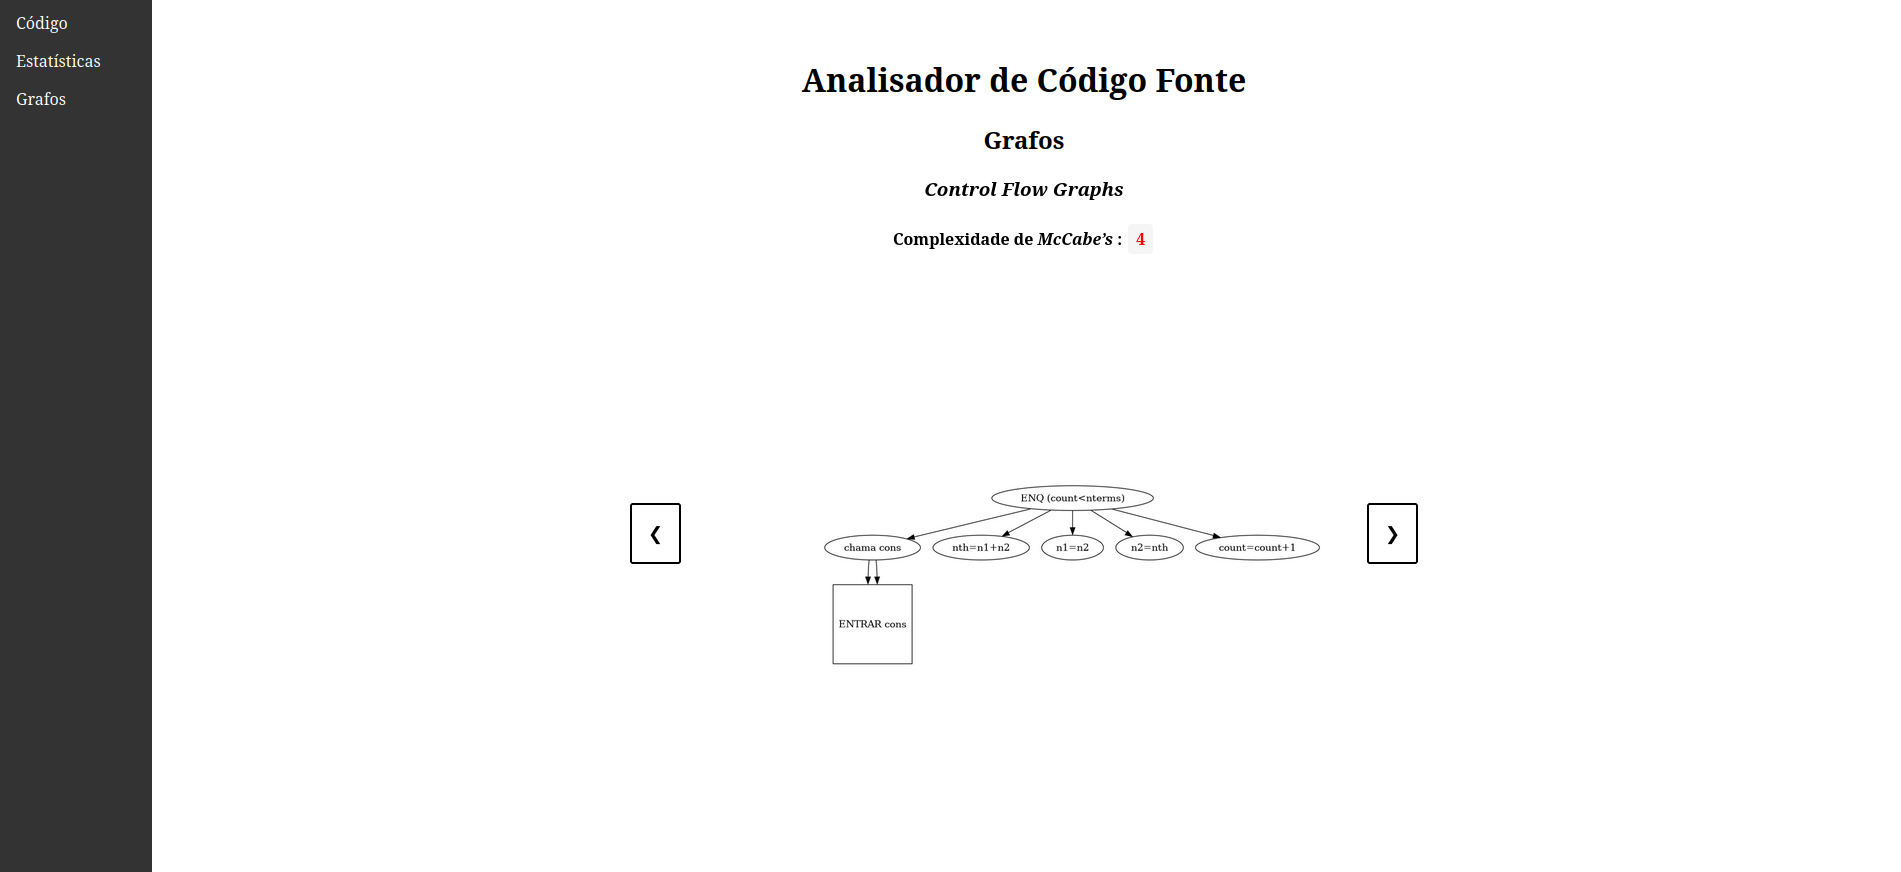 Código
Estatísticas
Grafos
Analisador de Código Fonte
Grafos
Control Flow Graphs
Complexidade de McCabe’s : 4
❮
❯
ENQ (count<nterms)
chama cons
nth=n1+n2
n1=n2
n2=nth
count=count+1
ENTRAR cons